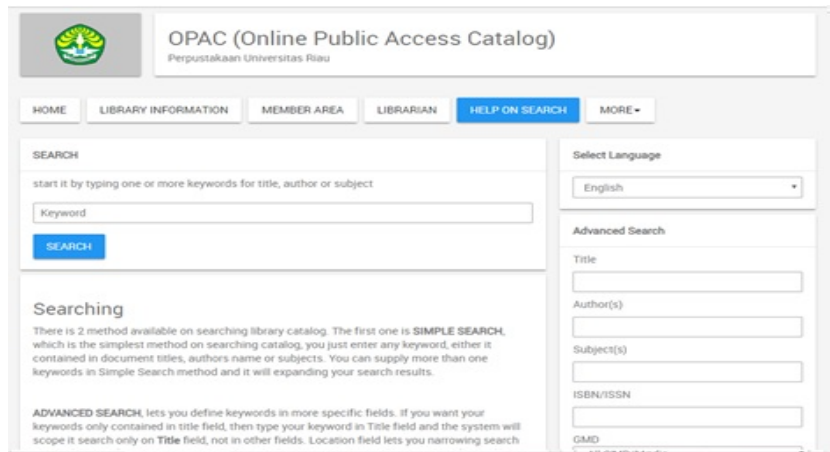 OPAC (Online Public Access Catalog)
Perpustakaan Universitas Riau
HOME
LIBRARY INFORMATION
MEMBER AREA
LIBRARIAN
HELP ON SEARCH
MORE
SEARCH
start it by typing one or more keywords for title, author or subject
Keyword
SEARCH
Searching
There is 2 method available on searching library catalog. The first one is SIMPLE SEARCH,
which is the simplest method on searching catalog, you just enter any keyword, either it
contained in document titles, authors name or subjects. You can supply more than one
keywords in Simple Search method and it will expanding your search results.
ADVANCED SEARCH, lets you define keywords in more specific fields. If you want your
keywords only contained in title field, then type your keyword in Title field and the system will
scope it search only on Title field, not in other fields. Location field lets you narrowing search
Select Language
English
Advanced Search
Title
Author(s)
Subject(s)
ISBN/ISSN
GMD